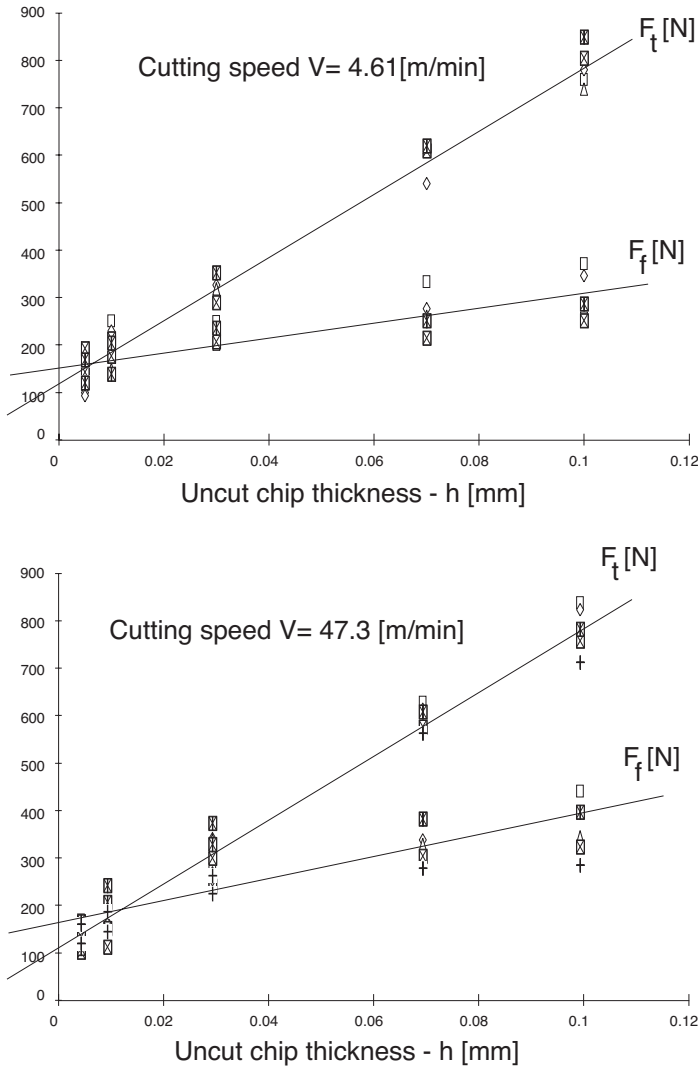 900
F_t [N]
Cutting speed V= 4.61[m/min]
800
700
600
500
400
F_f [N]
300
200
100
0
0 0.02 0.04 0.06 0.08 0.1 0.12
Uncut chip thickness - h [mm]
900
F_t [N]
Cutting speed V= 47.3 [m/min]
800
700
600
500
F_f [N]
400
300
200
100
0
0 0.02 0.04 0.06 0.08 0.1 0.12
Uncut chip thickness - h [mm]